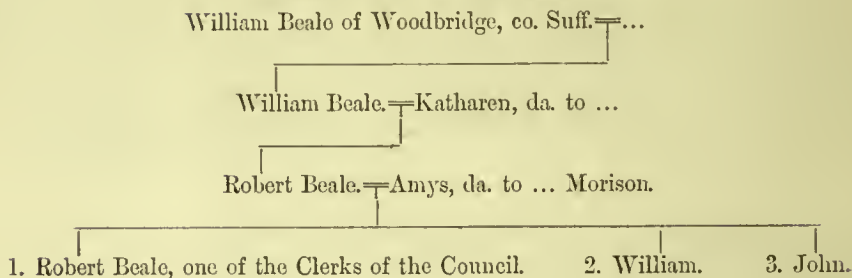 William Beale of Woodbridge, co. Suff.=...
William Beale.=Katharen, da. to ...
Robert Beale.=Amys, da. to ... Morison.
1. Robert Beale, one of the Clerks of the Council. 2. William. 3. John.